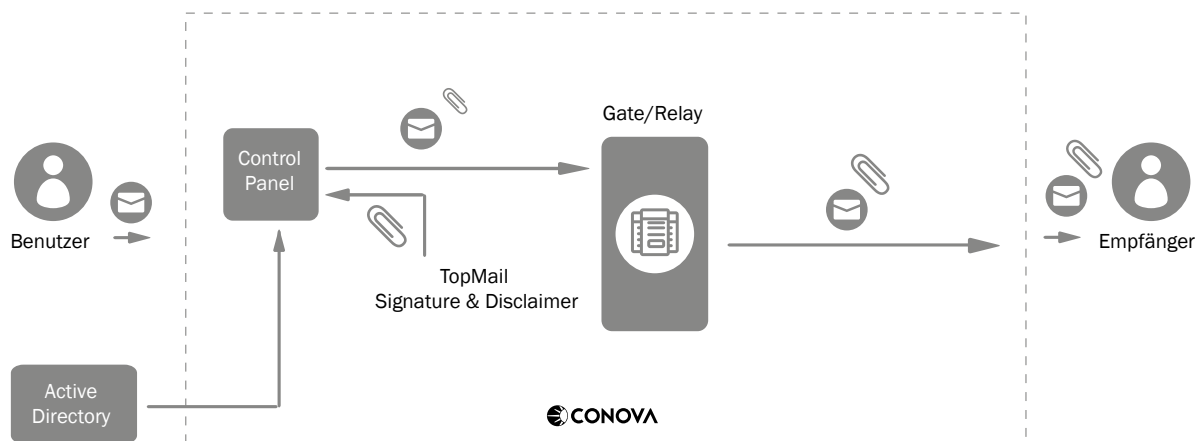 Gate/Relay
Control
Panel
Benutzer
Empfänger
TopMail
Signature & Disclaimer
Active
Directory
CONOVA